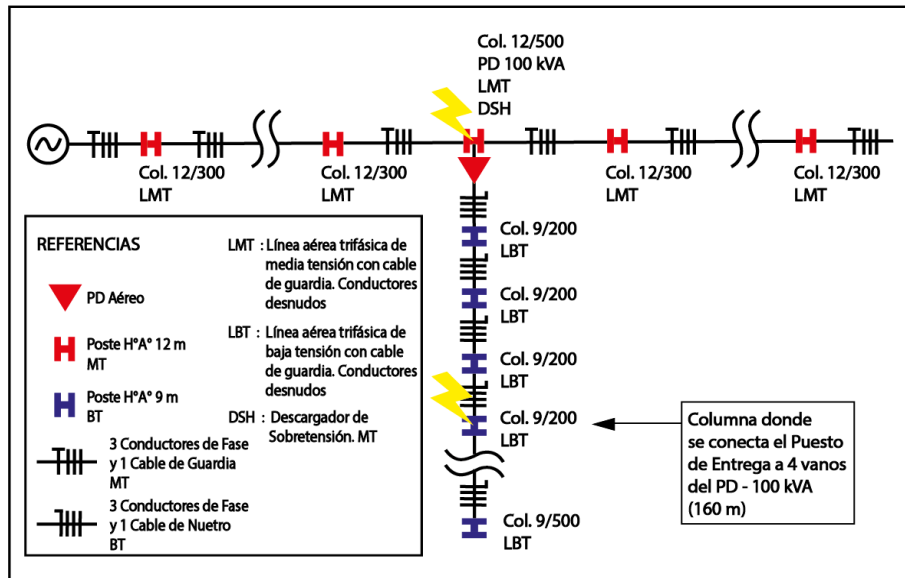 Col. 12/500
PD 100 kVA
LMT
DSH
Col. 12/300
LMT
Col. 12/300
LMT
Col. 12/300
LMT
Col. 12/300
LMT
REFERENCIAS
PD Aéreo
Poste H°A° 12 m
MT
Poste H°A° 9 m
BT
3 Conductores de Fase
y 1 Cable de Guardia
MT
3 Conductores de Fase
y 1 Cable de Nuetro
BT
LMT : Línea aérea trifásica de
media tensión con cable
de guardia. Conductores
desnudos
LBT : Línea aérea trifásica de
baja tensión con cable
de guardia. Conductores
desnudos
DSH : Descargador de
Sobretensión. MT
Col. 9/200
LBT
Col. 9/200
LBT
Col. 9/200
LBT
Col. 9/200
LBT
Col. 9/500
LBT
Columna donde
se conecta el Puesto
de Entrega a 4 vanos
del PD - 100 kVA
(160 m)